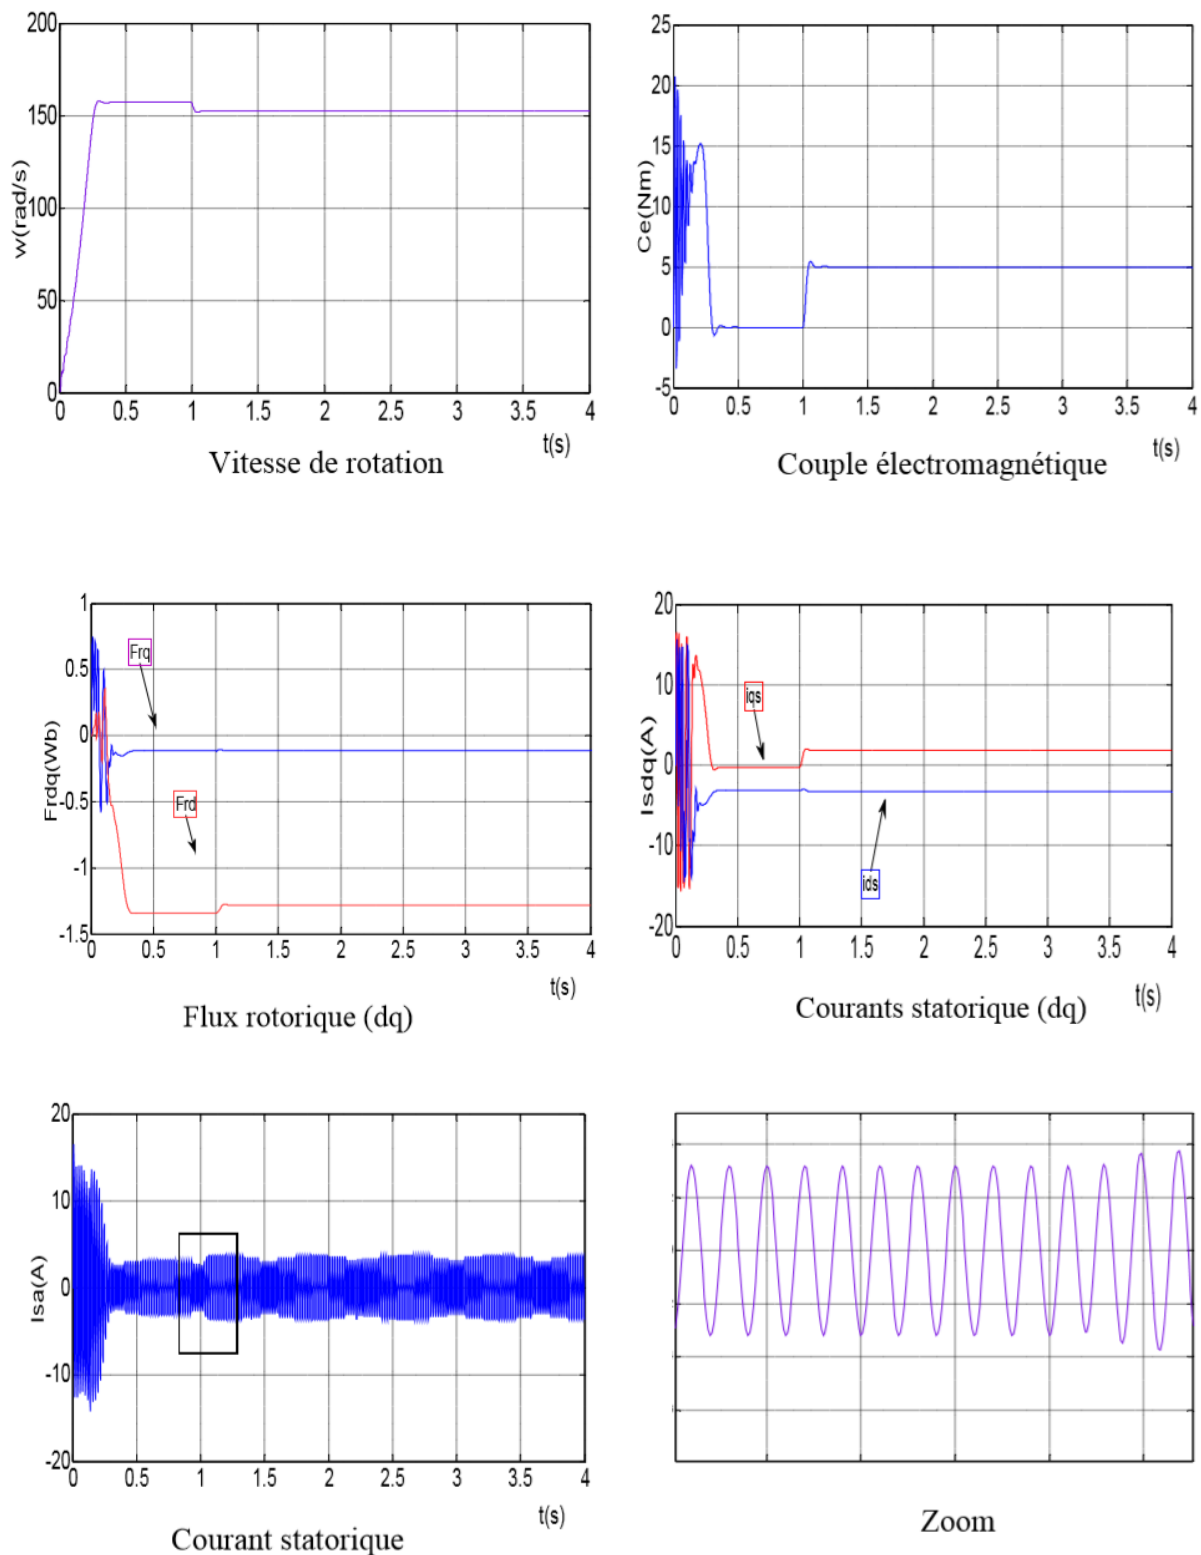 200
150
100
50
0
w(rad/s)
0 0.5 1 1.5 2 2.5 3 3.5 4
t(s)
Vitesse de rotation
25
20
15
10
5
0
-5
Ce(Nm)
0 0.5 1 1.5 2 2.5 3 3.5 4
t(s)
Couple électromagnétique
1
0.5
0
-0.5
-1
-1.5
Frdq(Wb)
Frq
Frd
0 0.5 1 1.5 2 2.5 3 3.5 4
t(s)
Flux rotorique (dq)
20
10
0
-10
-20
Isdq(A)
iqs
ids
0 0.5 1 1.5 2 2.5 3 3.5 4
t(s)
Courants statorique (dq)
20
10
0
-10
-20
Isa(A)
0 0.5 1 1.5 2 2.5 3 3.5 4
t(s)
Courant statorique
Zoom